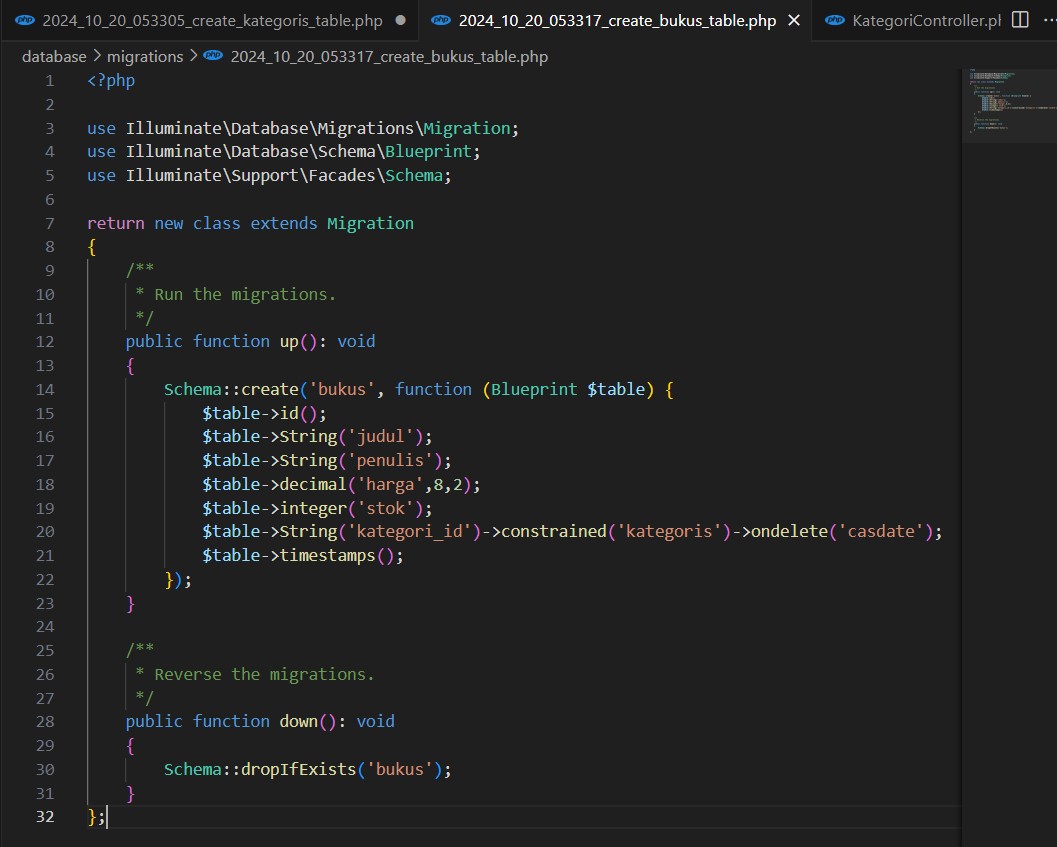 php 2024_10_20_053305_create_kategoris_table.php ● php 2024_10_20_053317_create_bukus_table.php × php KategoriController.ph ···
database > migrations > php 2024_10_20_053317_create_bukus_table.php
1 <?php
2
3 use Illuminate\Database\Migrations\Migration;
4 use Illuminate\Database\Schema\Blueprint;
5 use Illuminate\Support\Facades\Schema;
6
7 return new class extends Migration
8 {
9     /**
10      * Run the migrations.
11      */
12     public function up(): void
13     {
14         Schema::create('bukus', function (Blueprint $table) {
15             $table->id();
16             $table->String('judul');
17             $table->String('penulis');
18             $table->decimal('harga',8,2);
19             $table->integer('stok');
20             $table->String('kategori_id')->constrained('kategoris')->ondelete('casdate');
21             $table->timestamps();
22         });
23     }
24
25     /**
26      * Reverse the migrations.
27      */
28     public function down(): void
29     {
30         Schema::dropIfExists('bukus');
31     }
32 };